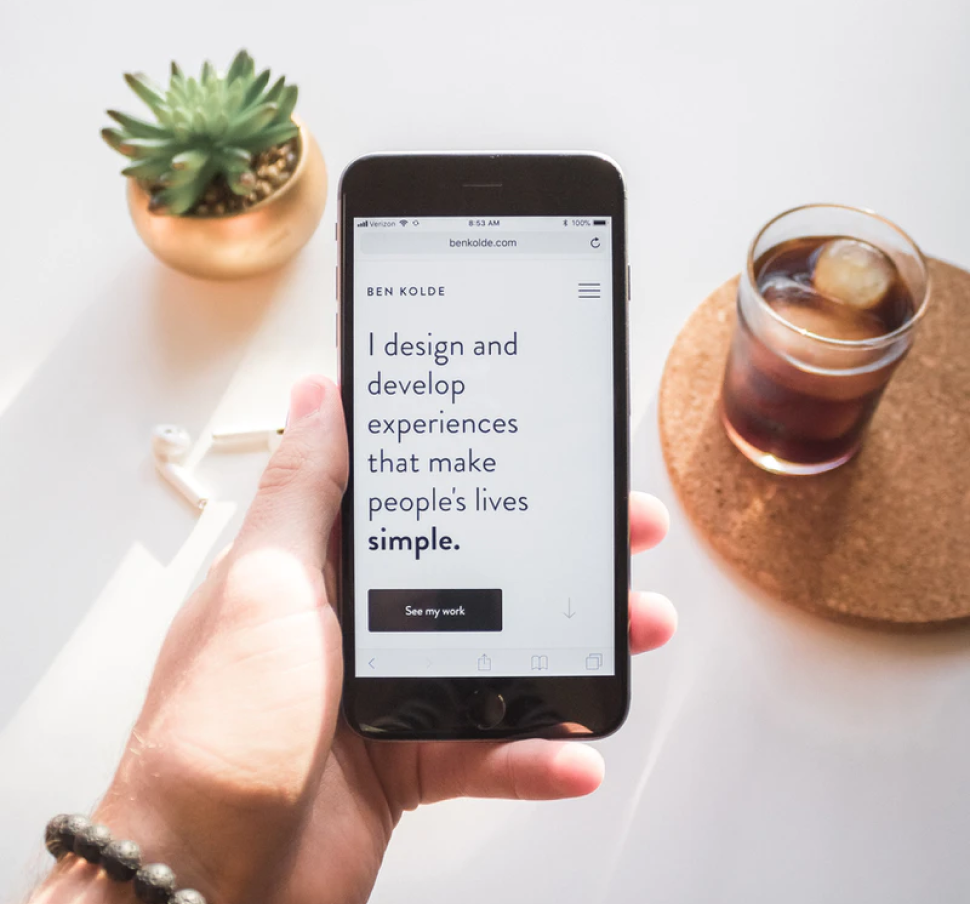 Verizon 8:53 AM 100%
benkolde.com
BEN KOLDE
I design and
develop
experiences
that make
people's lives
simple.
See my work